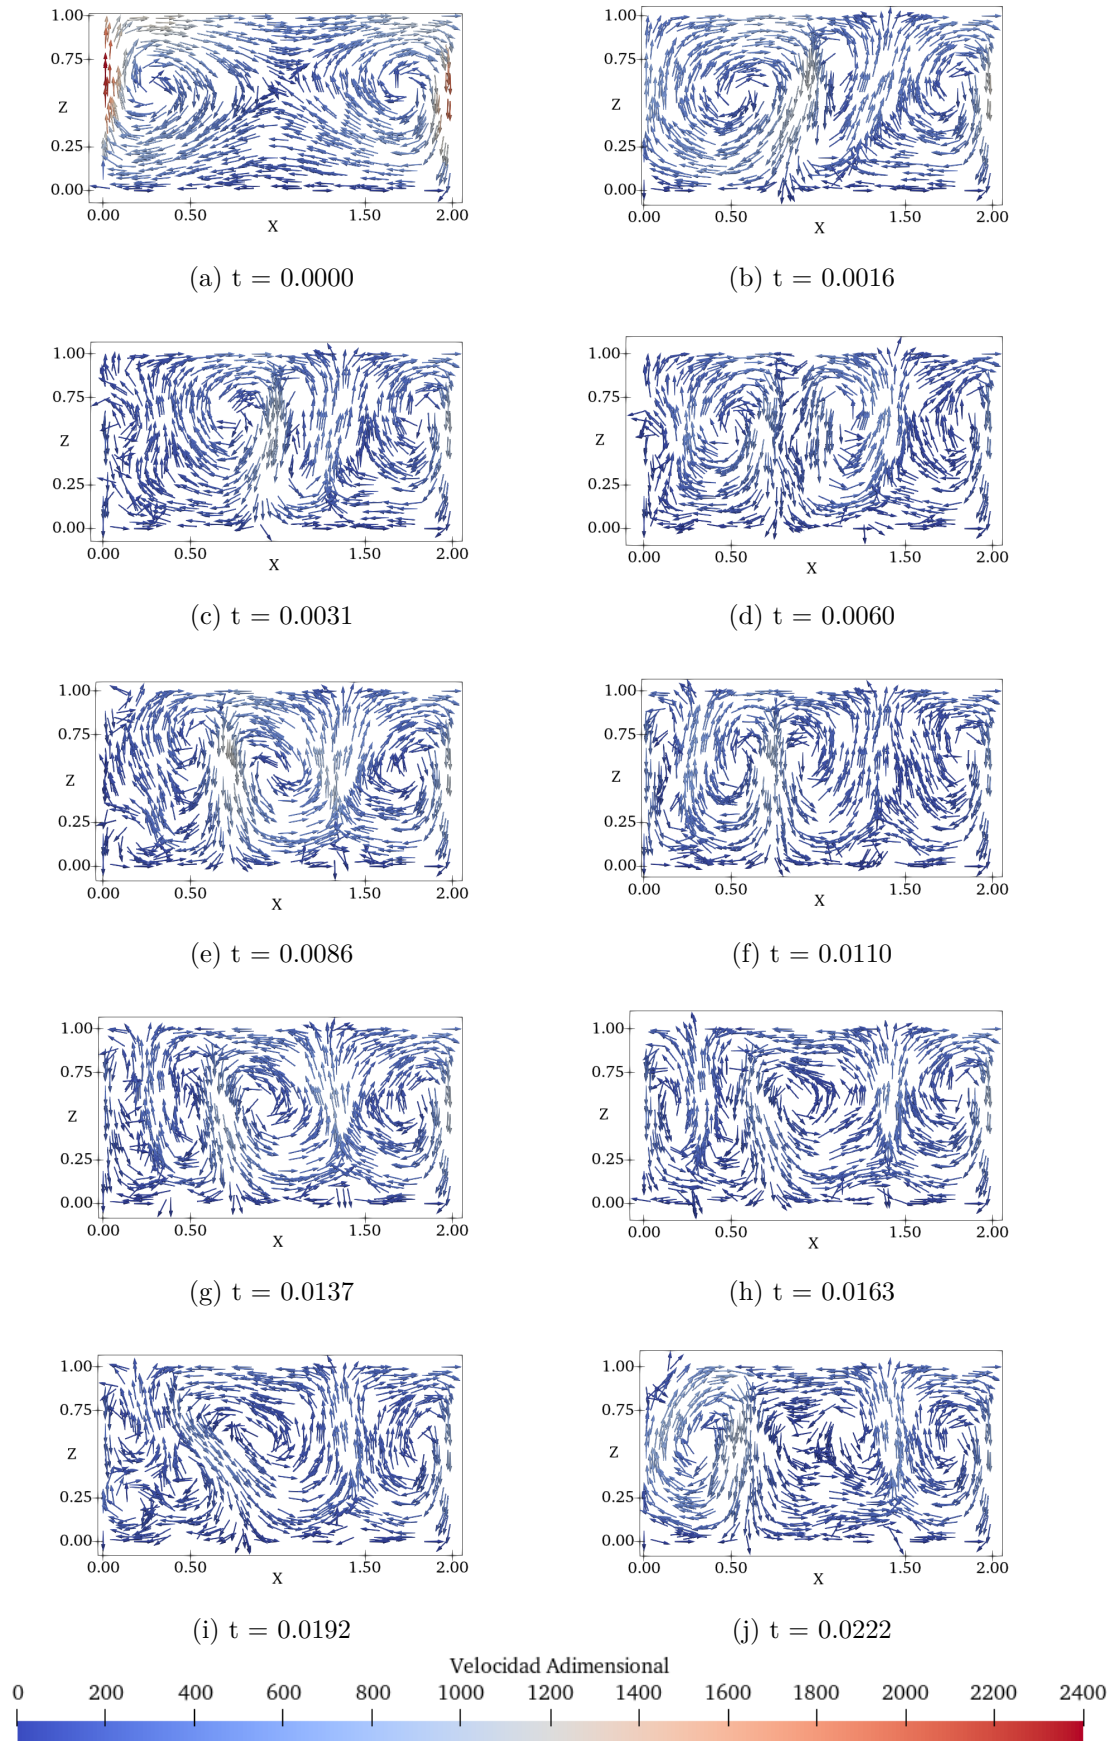 1.00
0.75
Z
0.25
0.00
0.00 0.50 1.50 2.00
X
1.00
0.75
Z
0.25
0.00
0.00 0.50 1.50 2.00
X
(a) t = 0.0000
(b) t = 0.0016
1.00
0.75
Z
0.25
0.00
0.00 0.50 1.50 2.00
X
1.00
0.75
Z
0.25
0.00
0.00 0.50 1.50 2.00
X
(c) t = 0.0031
(d) t = 0.0060
1.00
0.75
Z
0.25
0.00
0.00 0.50 1.50 2.00
X
1.00
0.75
Z
0.25
0.00
0.00 0.50 1.50 2.00
X
(e) t = 0.0086
(f) t = 0.0110
1.00
0.75
Z
0.25
0.00
0.00 0.50 1.50 2.00
X
1.00
0.75
Z
0.25
0.00
0.00 0.50 1.50 2.00
X
(g) t = 0.0137
(h) t = 0.0163
1.00
0.75
Z
0.25
0.00
0.00 0.50 1.50 2.00
X
1.00
0.75
Z
0.25
0.00
0.00 0.50 1.50 2.00
X
(i) t = 0.0192
(j) t = 0.0222
Velocidad Adimensional
0 200 400 600 800 1000 1200 1400 1600 1800 2000 2200 2400